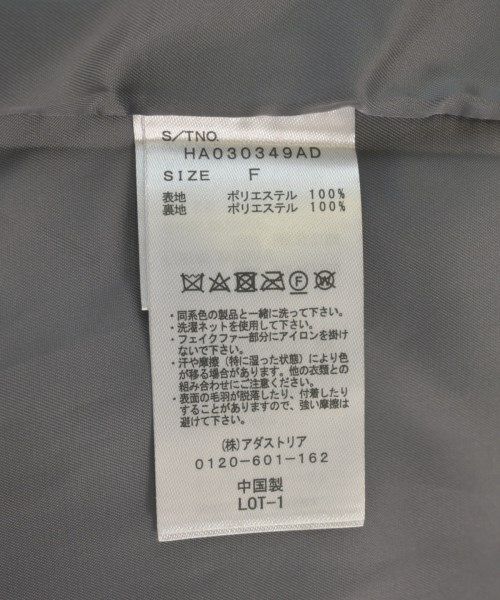 S/TNO.
HA030349AD
SIZE F
表地 ポリエステル 100%
裏地 ポリエステル 100%
・同系色の製品と一緒に洗って下さい。
・洗濯ネットを使用して下さい。
・フェイクファー部分にアイロンを掛け
ないで下さい。
・汗や摩擦（特に湿った状態）により色
が移る場合があります。他の衣類との
組み合わせにご注意ください。
・表面の毛羽が脱落したり、付着したり
することがありますので、強い摩擦は
避けて下さい。
(株)アダストリア
0120-601-162
中国製
LOT-1